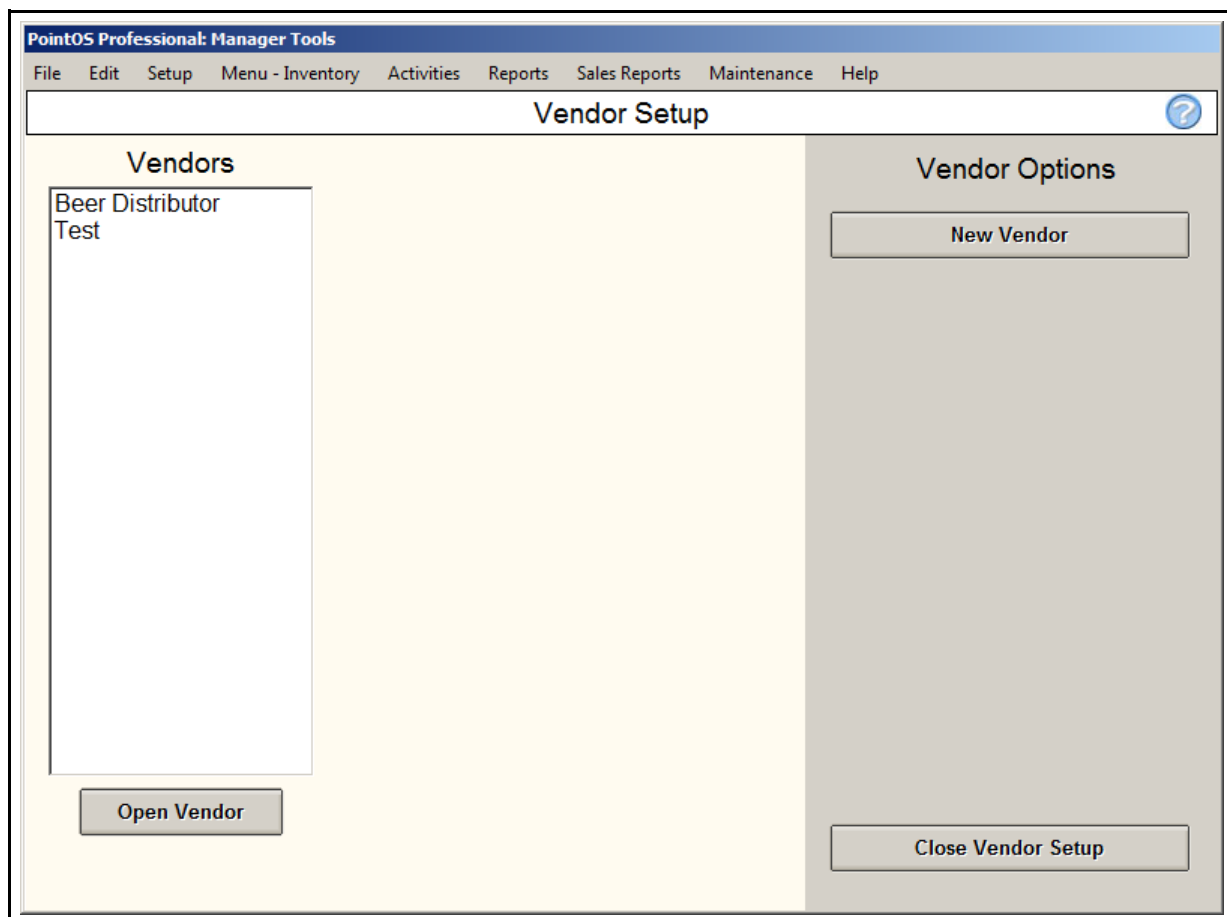 PointOS Professional: Manager Tools
File Edit Setup Menu - Inventory Activities Reports Sales Reports Maintenance Help
Vendor Setup ?
Vendors
Beer Distributor
Test
Open Vendor
Vendor Options
New Vendor
Close Vendor Setup